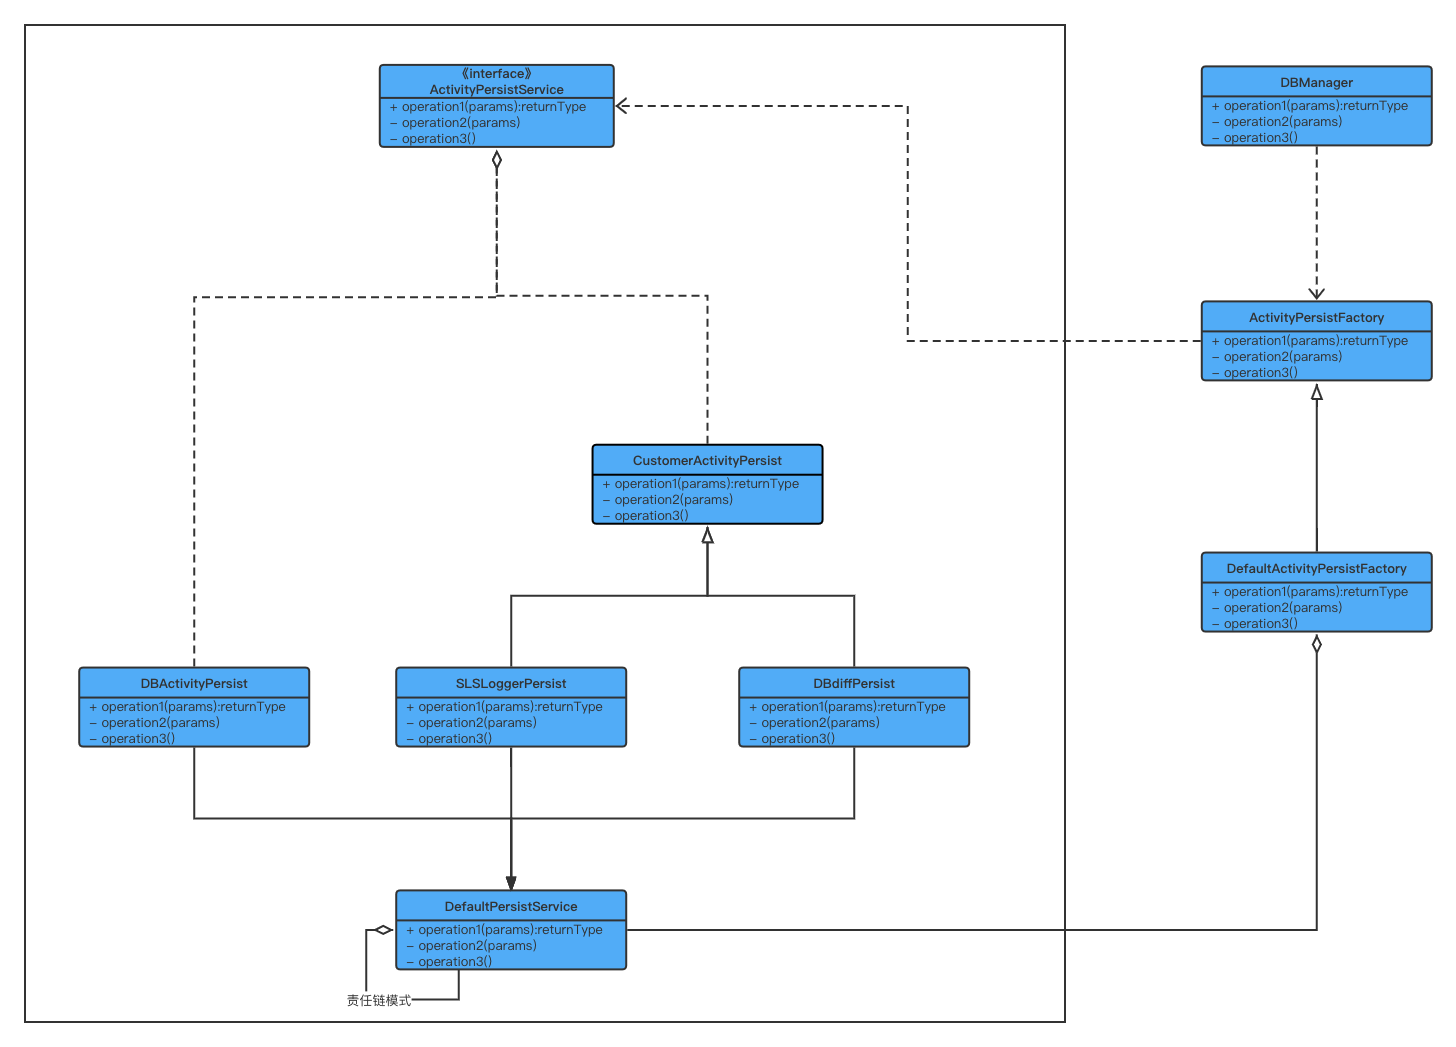 《interface》
ActivityPersistService
+ operation1(params):returnType
− operation2(params)
− operation3()
DBManager
+ operation1(params):returnType
− operation2(params)
− operation3()
ActivityPersistFactory
+ operation1(params):returnType
− operation2(params)
− operation3()
CustomerActivityPersist
+ operation1(params):returnType
− operation2(params)
− operation3()
DefaultActivityPersistFactory
+ operation1(params):returnType
− operation2(params)
− operation3()
DBActivityPersist
+ operation1(params):returnType
− operation2(params)
− operation3()
SLSLoggerPersist
+ operation1(params):returnType
− operation2(params)
− operation3()
DBdiffPersist
+ operation1(params):returnType
− operation2(params)
− operation3()
DefaultPersistService
+ operation1(params):returnType
− operation2(params)
− operation3()
责任链模式